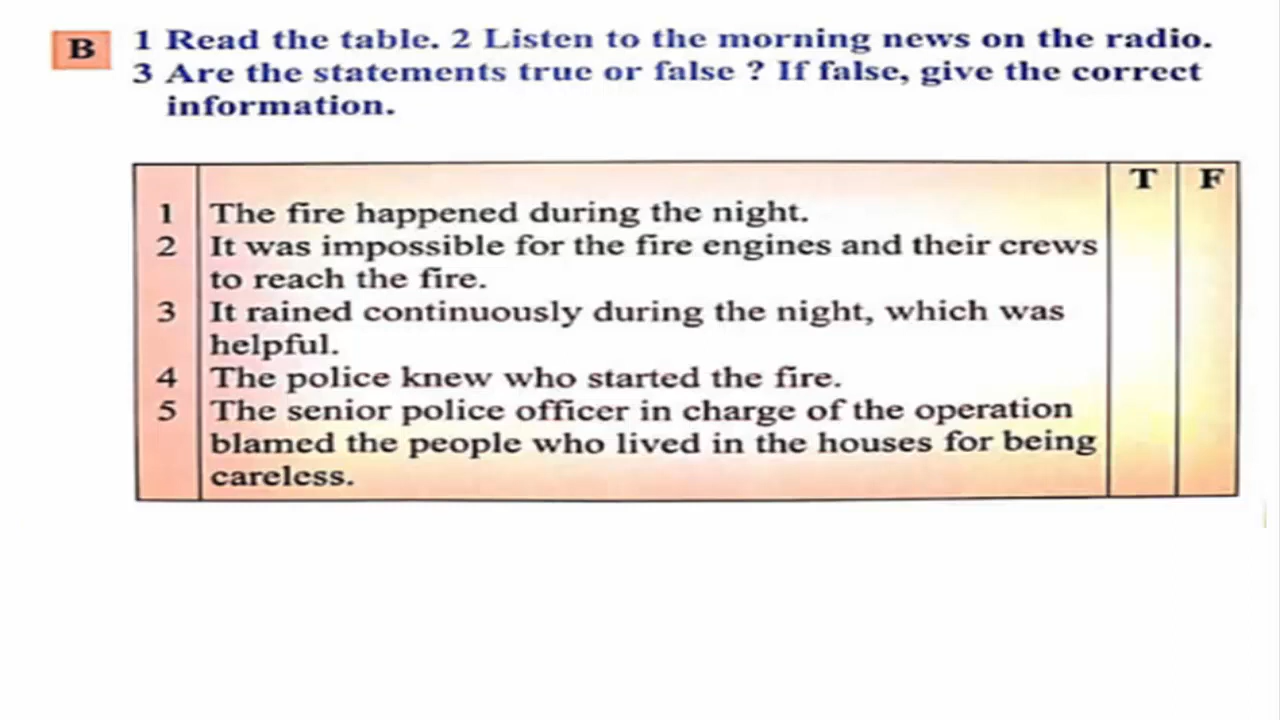 B 1 Read the table. 2 Listen to the morning news on the radio.
3 Are the statements true or false ? If false, give the correct
information.
T F
1 The fire happened during the night.
2 It was impossible for the fire engines and their crews
to reach the fire.
3 It rained continuously during the night, which was
helpful.
4 The police knew who started the fire.
5 The senior police officer in charge of the operation
blamed the people who lived in the houses for being
careless.